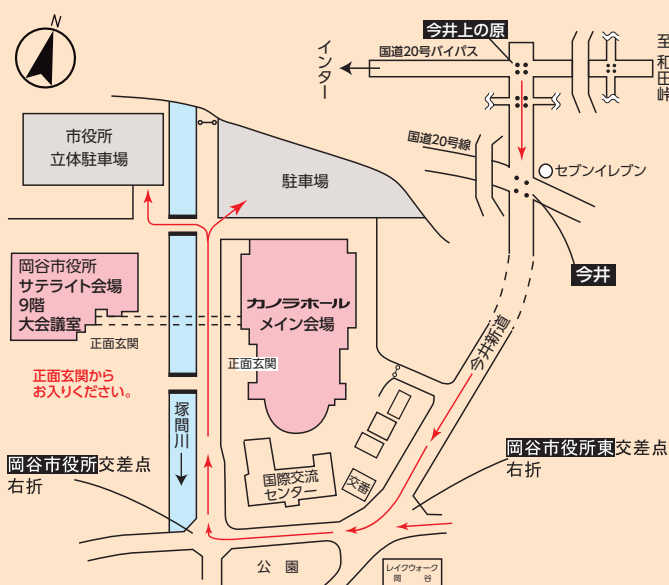 N
今井上の原
国道20号バイパス
インター
至 和田峠
国道20号線
セブンイレブン
今井
今井新道
市役所
立体駐車場
駐車場
岡谷市役所
サテライト会場
9階
大会議室
正面玄関
カノラホール
メイン会場
正面玄関
正面玄関から
お入りください。
塚間川
岡谷市役所交差点
右折
岡谷市役所東交差点
右折
国際交流
センター
交番
公園
レイクウォーク
岡谷